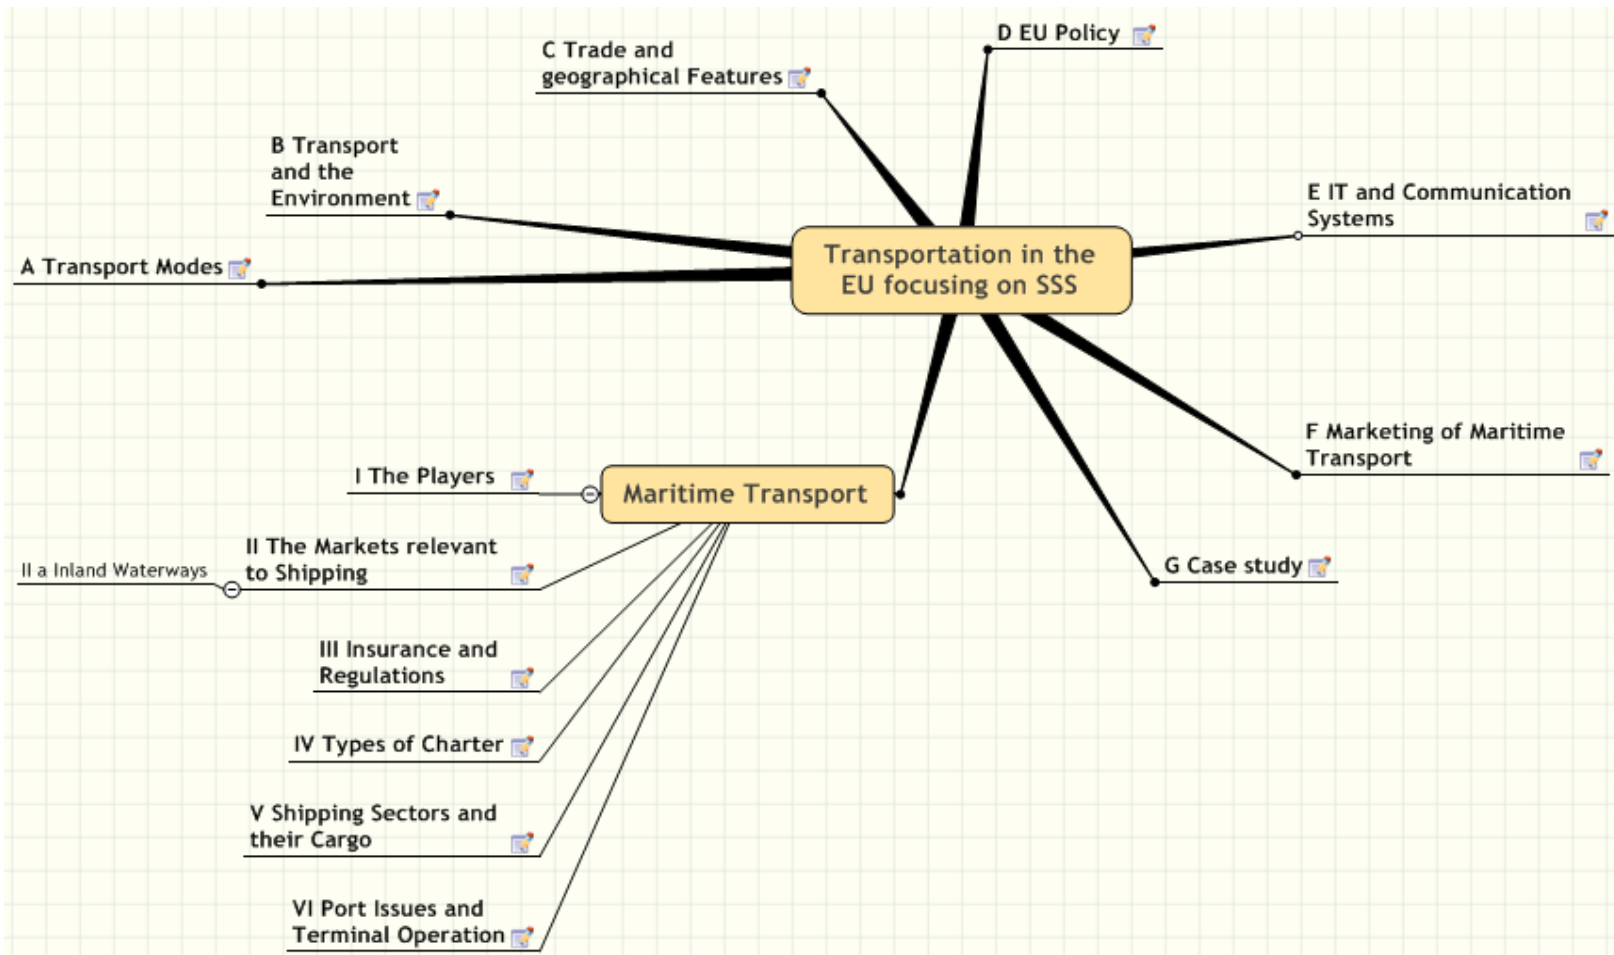 D EU Policy
C Trade and
geographical Features
B Transport
and the
Environment
E IT and Communication
Systems
Transportation in the
EU focusing on SSS
A Transport Modes
F Marketing of Maritime
Transport
I The Players
Maritime Transport
II The Markets relevant
to Shipping
II a Inland Waterways
G Case study
III Insurance and
Regulations
IV Types of Charter
V Shipping Sectors and
their Cargo
VI Port Issues and
Terminal Operation